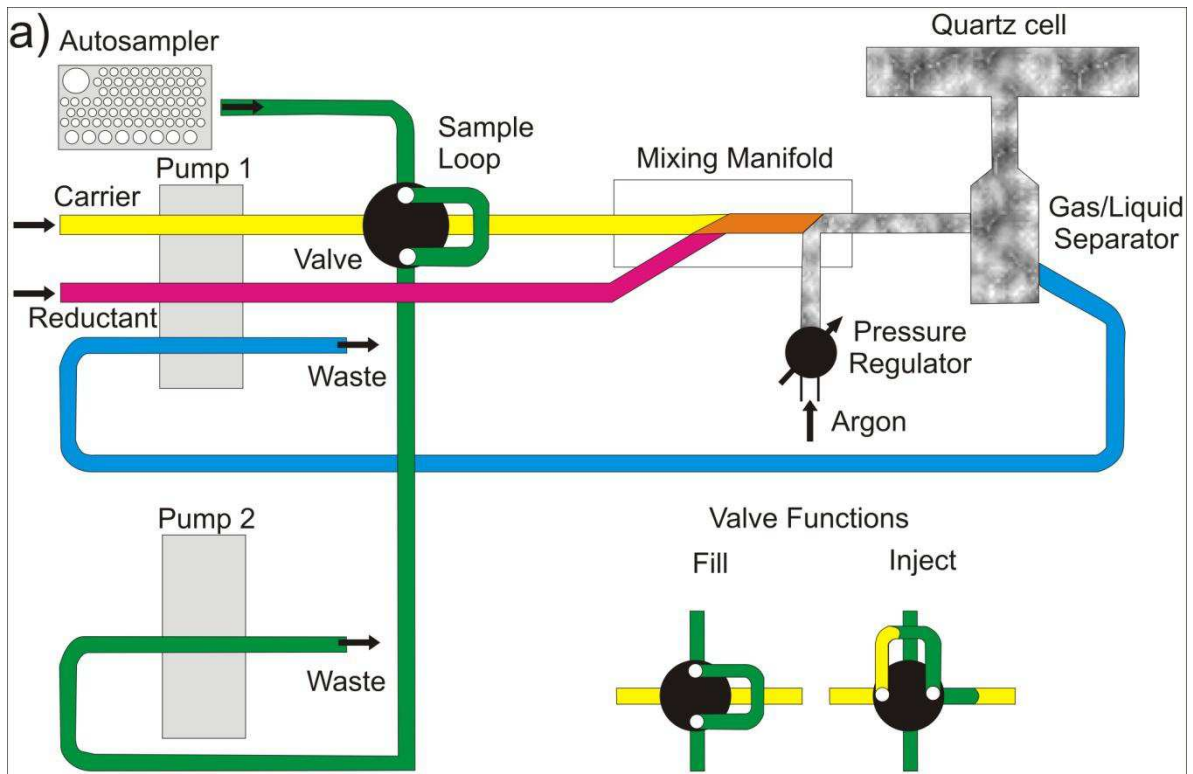 a)
Autosampler
Quartz cell
Sample
Loop
Pump 1
Mixing Manifold
Carrier
Gas/Liquid
Separator
Valve
Reductant
Pressure
Regulator
Waste
Argon
Pump 2
Valve Functions
Fill
Inject
Waste